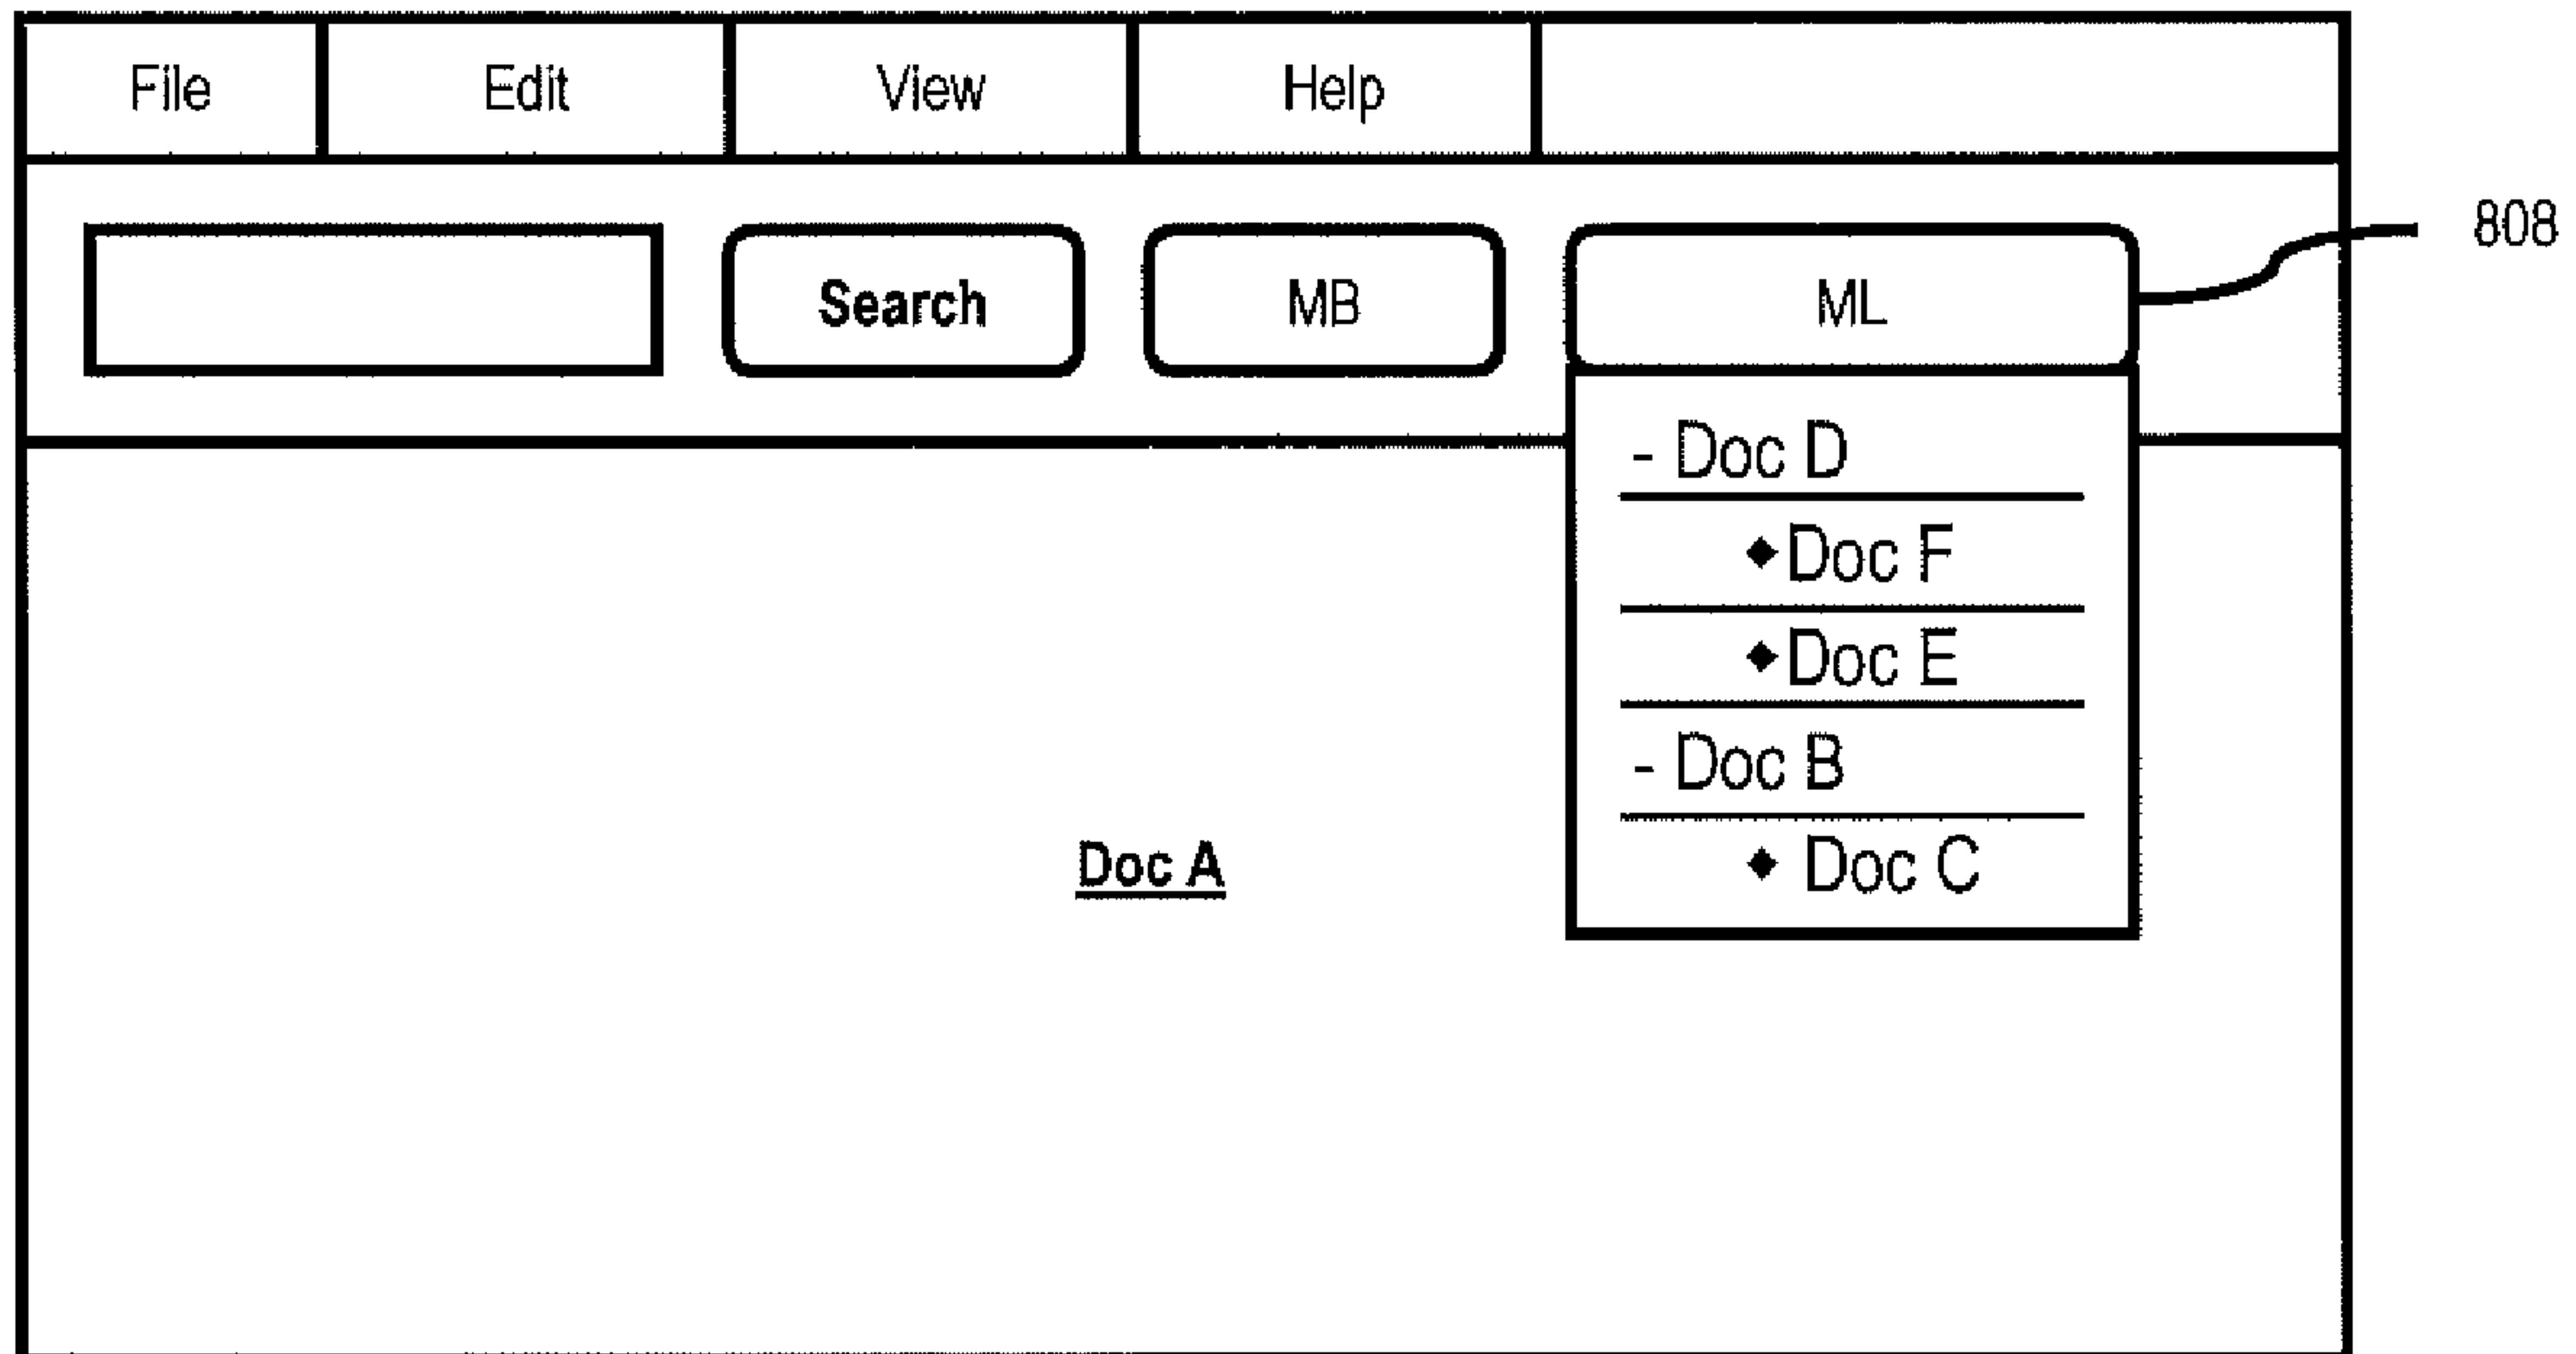 File Edit View Help
808
Search MB ML
- Doc D
◆Doc F
◆Doc E
- Doc B
◆ Doc C
Doc A